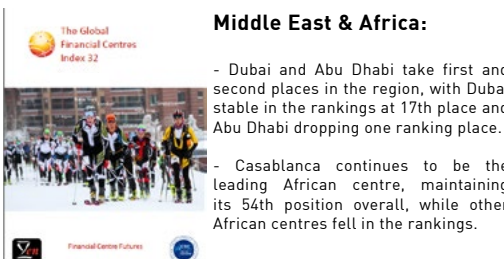 The Global
Financial Centres
Index 32
Financial Centre Futures
Middle East & Africa:
- Dubai and Abu Dhabi take first and
second places in the region, with Duba
stable in the rankings at 17th place and
Abu Dhabi dropping one ranking place.
- Casablanca continues to be the
leading African centre, maintaining
its 54th position overall, while other
African centres fell in the rankings.